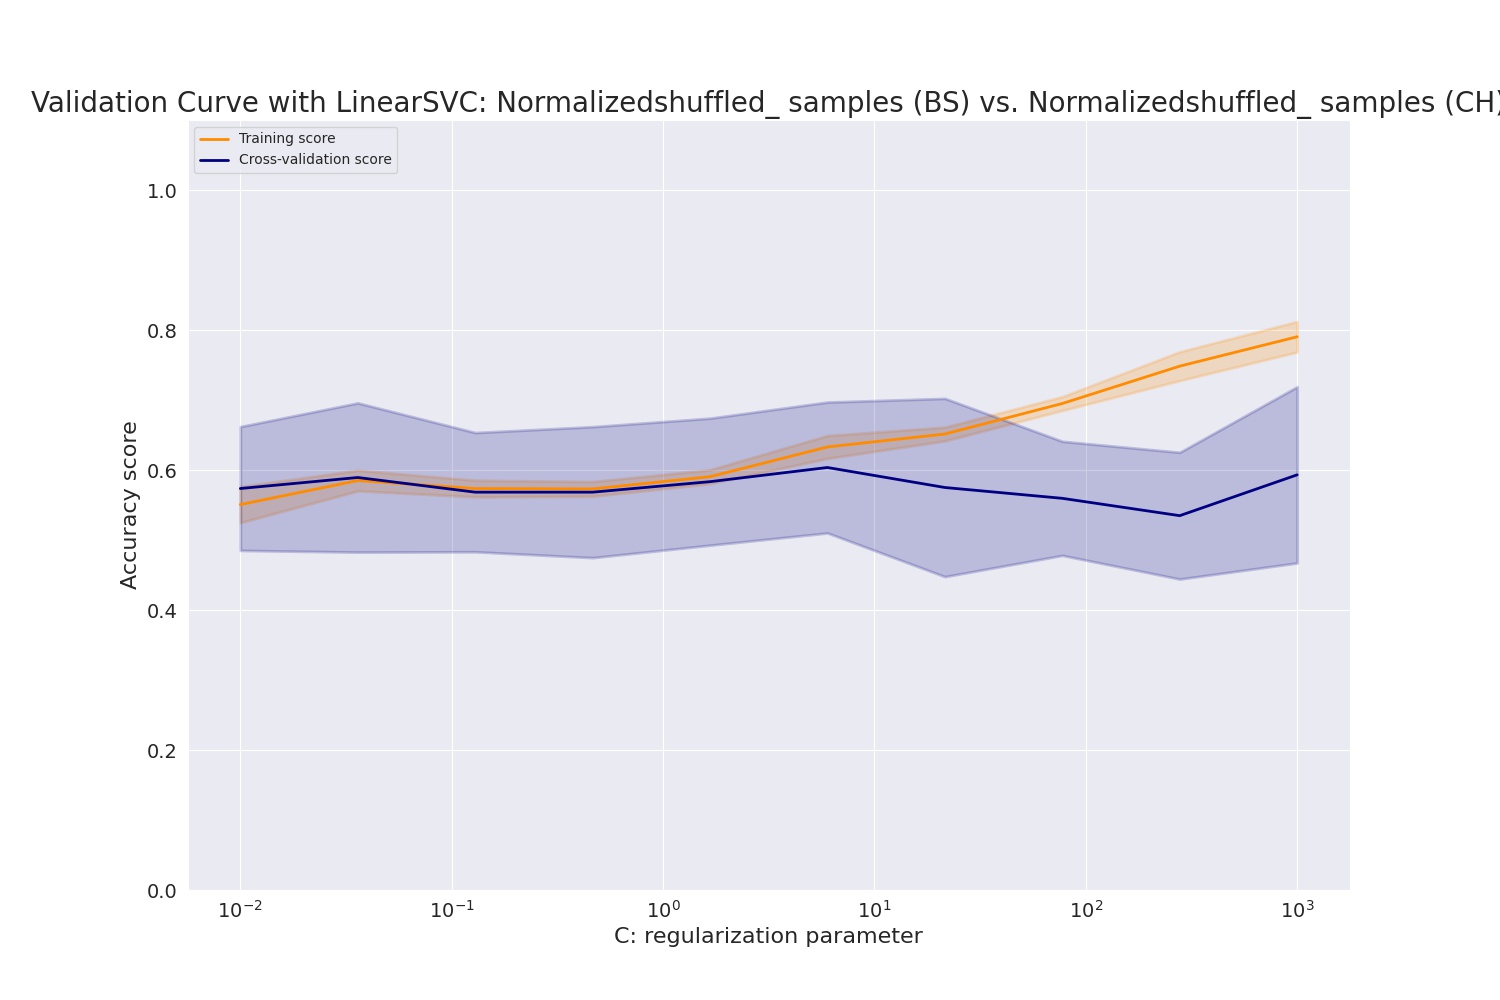 Validation Curve with LinearSVC: Normalizedshuffled_ samples (BS) vs. Normalizedshuffled_ samples (CH)
Training score
Cross-validation score
1.0
0.8
0.6
0.4
0.2
0.0
Accuracy score
10⁻² 10⁻¹ 10⁰ 10¹ 10² 10³
C: regularization parameter